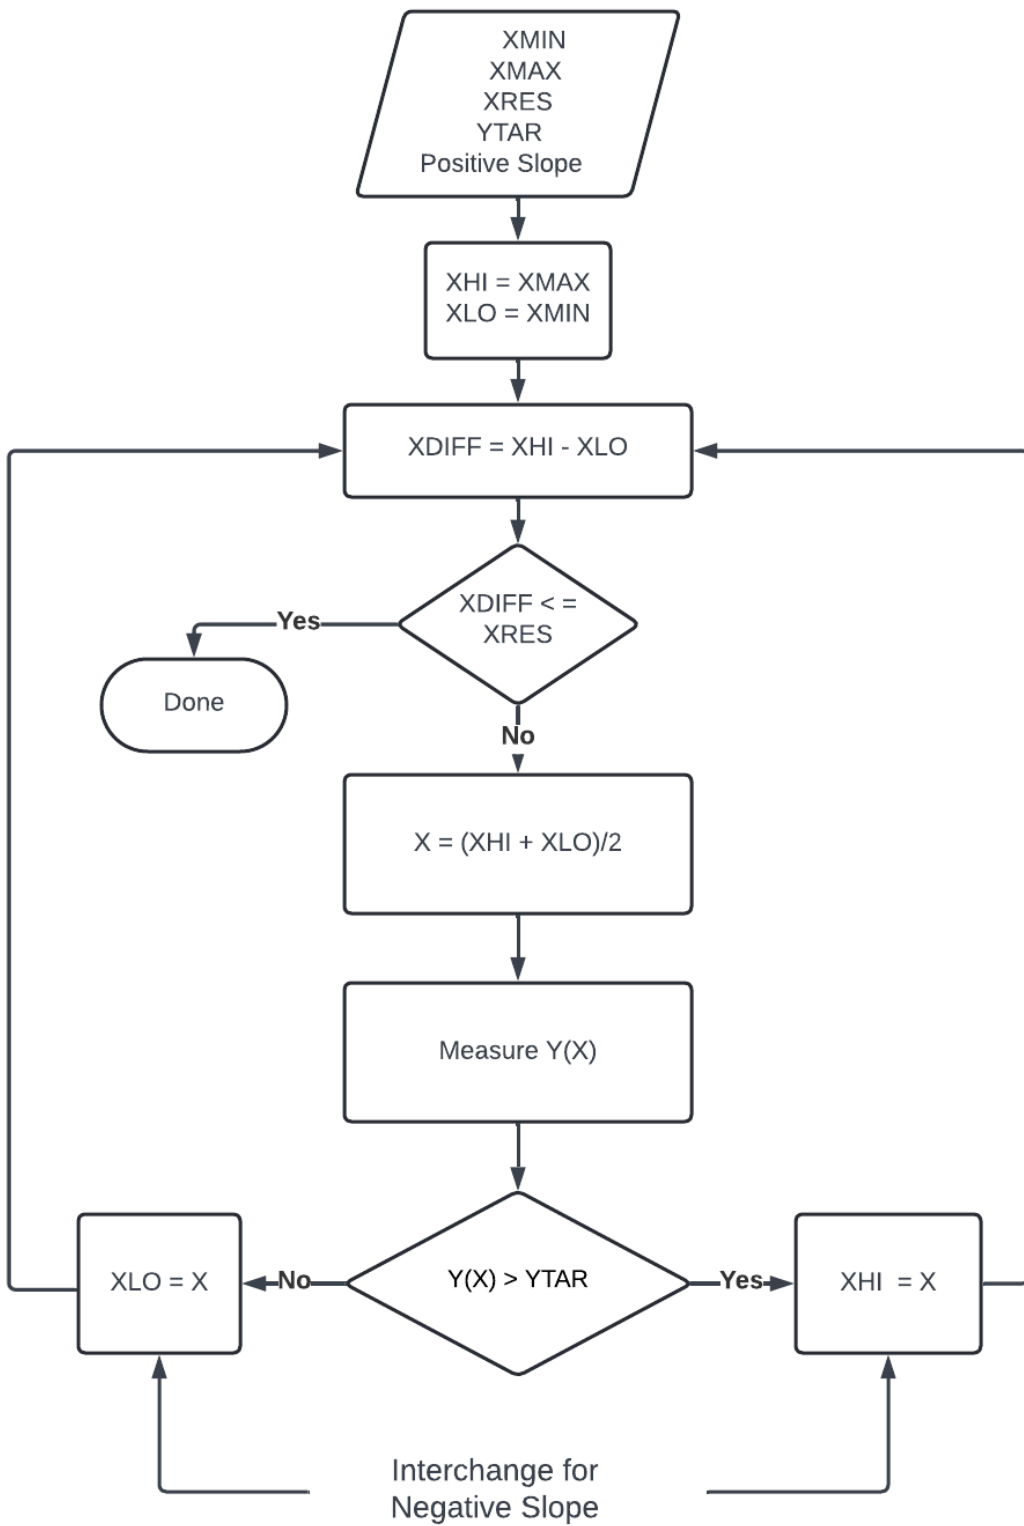 XMIN
XMAX
XRES
YTAR
Positive Slope
XHI = XMAX
XLO = XMIN
XDIFF = XHI - XLO
XDIFF < =
XRES
Yes
Done
No
X = (XHI + XLO)/2
Measure Y(X)
Y(X) > YTAR
No
XLO = X
Yes
XHI  = X
Interchange for
Negative Slope